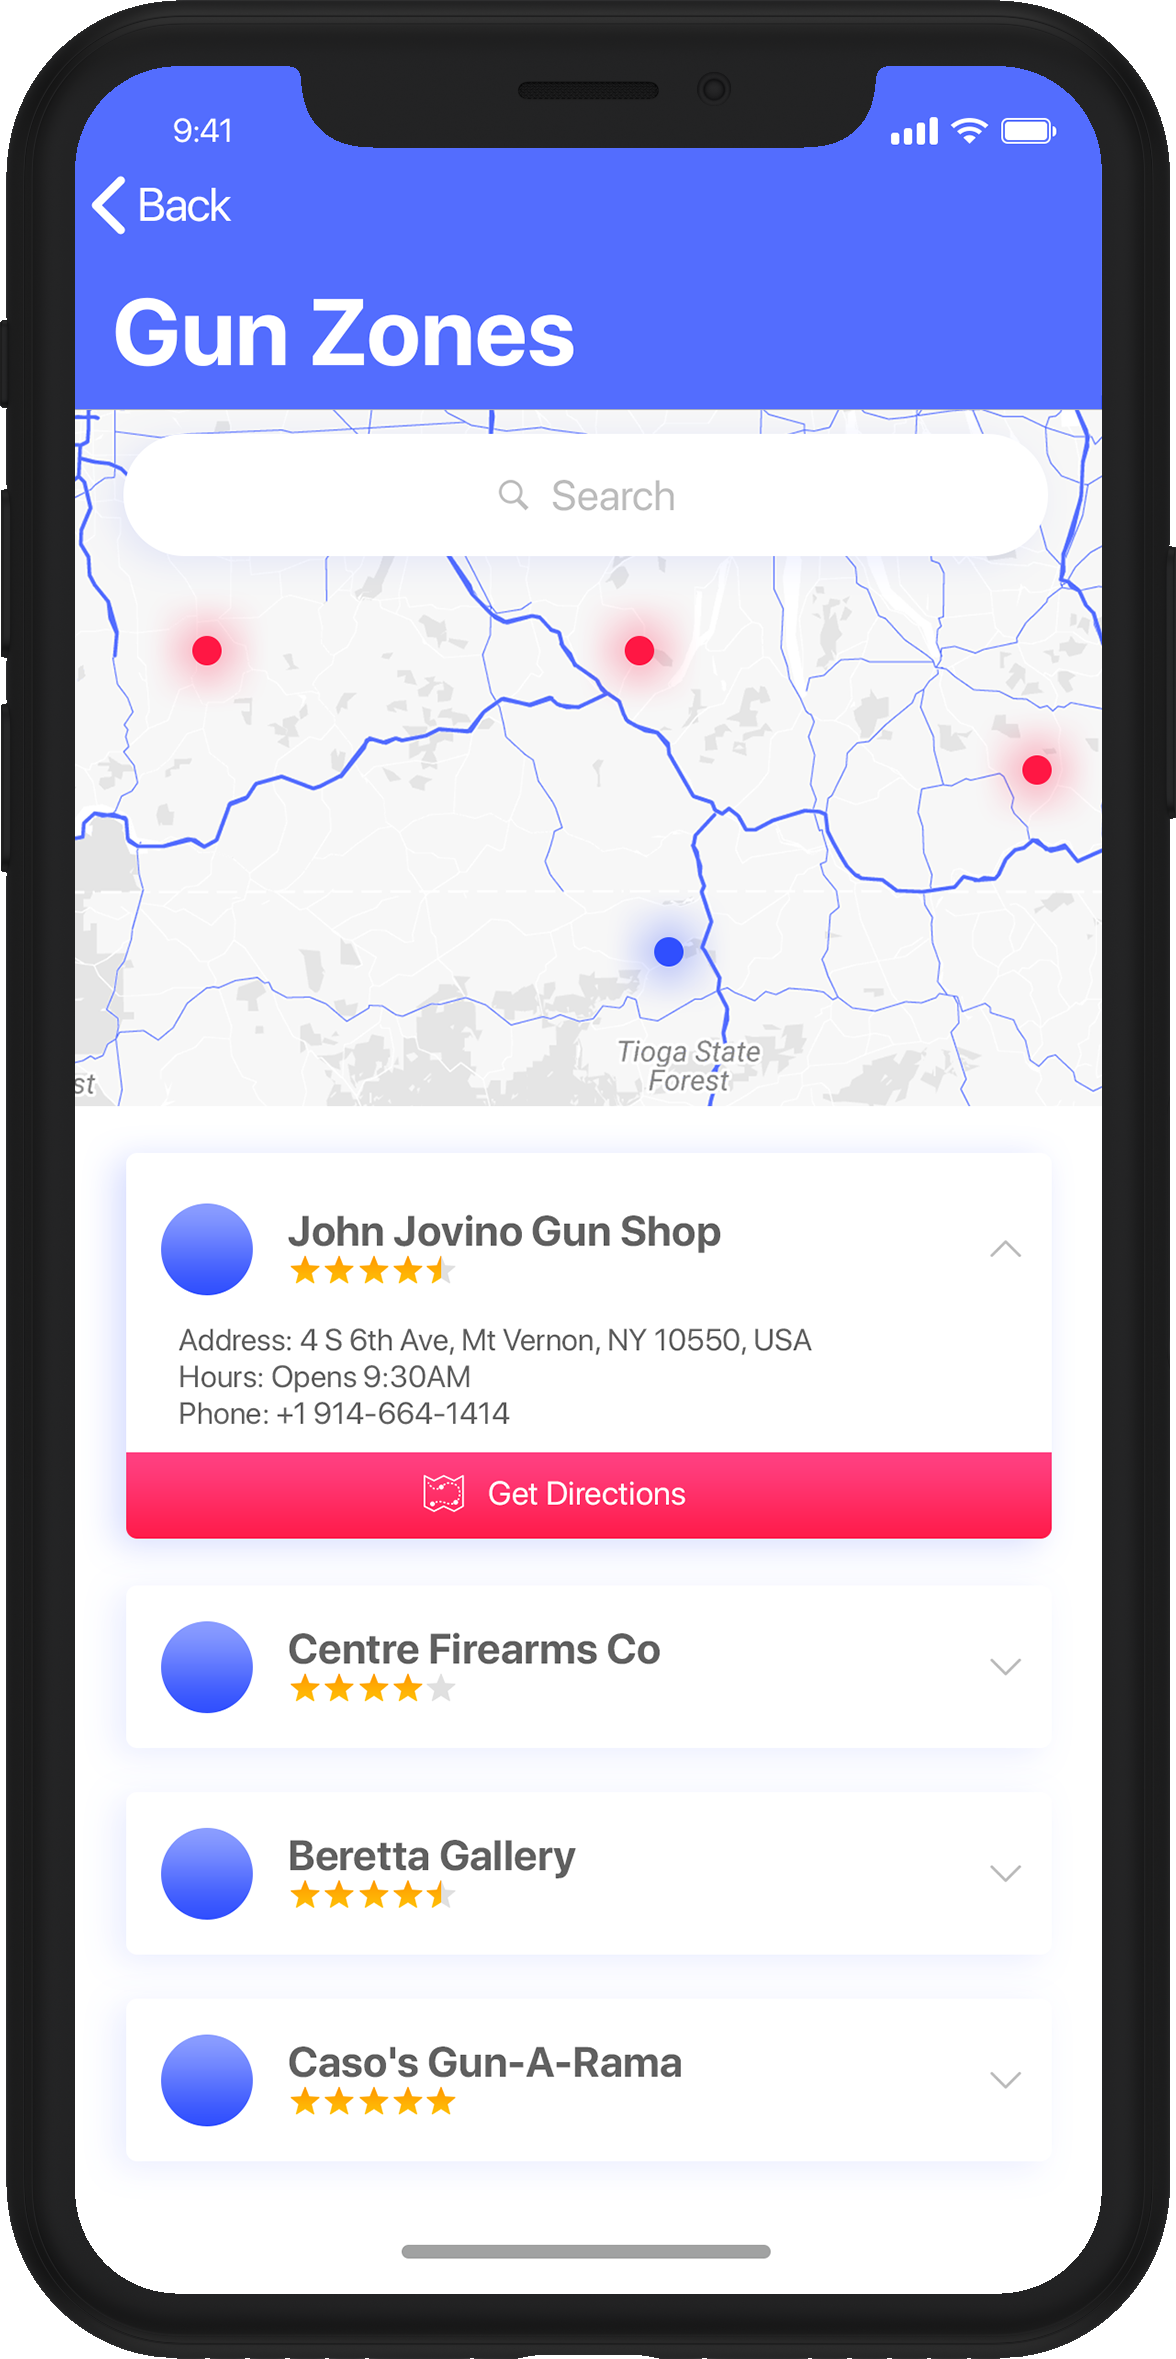 9:41
Back
Gun Zones
Search
Tioga State
Forest
st
John Jovino Gun Shop
Address: 4 S 6th Ave, Mt Vernon, NY 10550, USA
Hours: Opens 9:30AM
Phone: +1 914-664-1414
Get Directions
Centre Firearms Co
Beretta Gallery
Caso's Gun-A-Rama